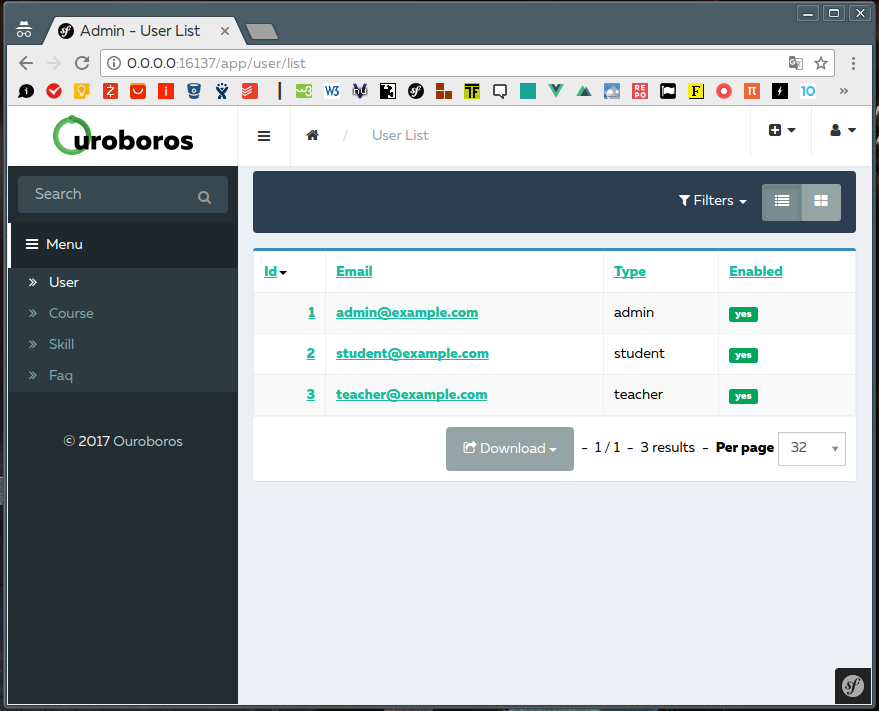 Admin - User List
0.0.0.0:16137/app/user/list
Ouroboros
User List
Search
Filters
Menu
User
Course
Skill
Faq
© 2017 Ouroboros
Id Email Type Enabled
1 admin@example.com admin yes
2 student@example.com student yes
3 teacher@example.com teacher yes
Download - 1 / 1 - 3 results - Per page 32